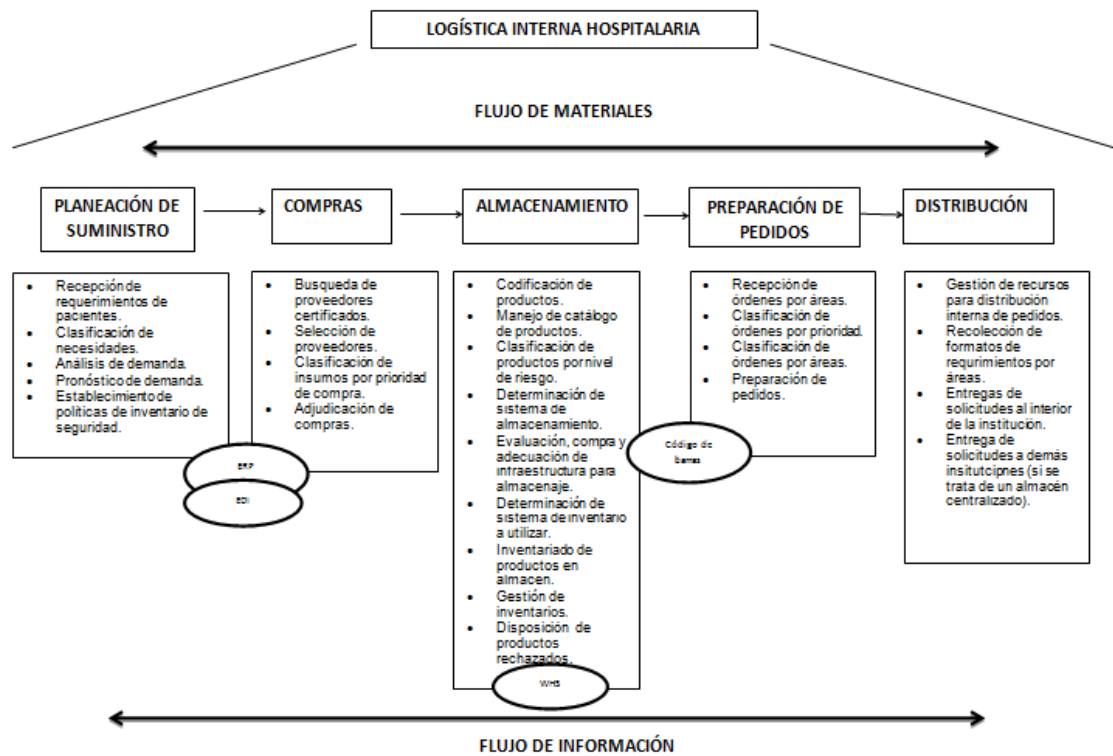 LOGÍSTICA INTERNA HOSPITALARIA
FLUJO DE MATERIALES
PLANEACIÓN DE
SUMINISTRO
COMPRAS
ALMACENAMIENTO
PREPARACIÓN DE
PEDIDOS
DISTRIBUCIÓN
• Recepción de
requerimientos de
pacientes.
• Clasificación de
necesidades.
• Análisis de demanda.
• Pronóstico de demanda.
• Establecimiento de
políticas de inventario de
seguridad.
• Busqueda de
proveedores
certificados.
• Selección de
proveedores.
• Clasificación de
insumos por prioridad
de compra.
• Adjudicación de
compras.
ERP
EDI
• Codificación de
productos.
• Manejo de catálogo
de productos.
• Clasificación de
productos por nivel
de riesgo.
• Determinación de
sistema de
almacenamiento.
• Evaluación, compra y
adecuación de
infraestructura para
almacenaje.
• Determinación de
sistema de inventario
a utilizar.
• Inventariado de
productos en
almacen.
• Gestión de
inventarios.
• Disposición de
productos
rechazados.
WHS
• Recepción de
órdenes por áreas.
• Clasificación de
órdenes por prioridad.
• Clasificación de
órdenes por áreas.
• Preparación de
pedidos.
Código de
barras
• Gestión de recursos
para distribución
interna de pedidos.
• Recolección de
formatos de
requrimientos por
áreas.
• Entregas de
solicitudes al interior
de la institución.
• Entrega de
solicitudes a demás
insitutcipnes (si se
trata de un almacén
centralizado).
FLUJO DE INFORMACIÓN